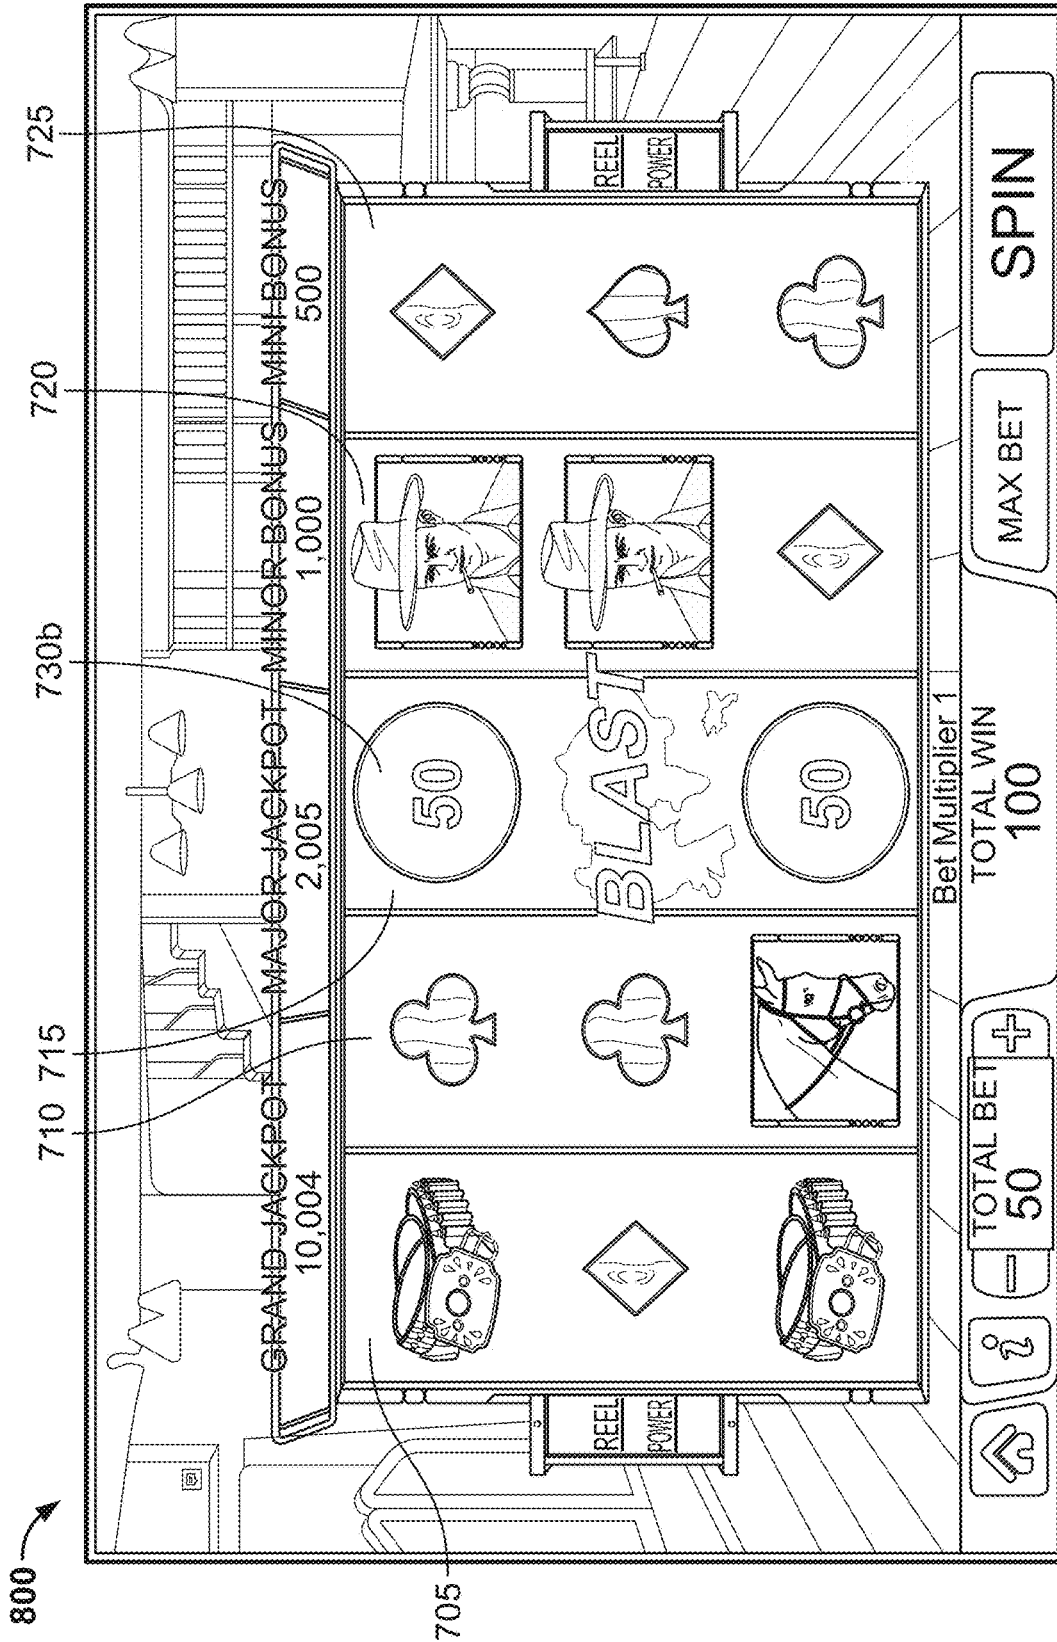 800
705
710
715
730b
720
725
GRAND JACKPOT
MAJOR JACKPOT
MINOR BONUS
MINI BONUS
10,004
2,005
1,000
500
REEL
POWER
50
BLAST
50
REEL
POWER
Bet Multiplier 1
TOTAL BET
50
TOTAL WIN
100
MAX BET
SPIN